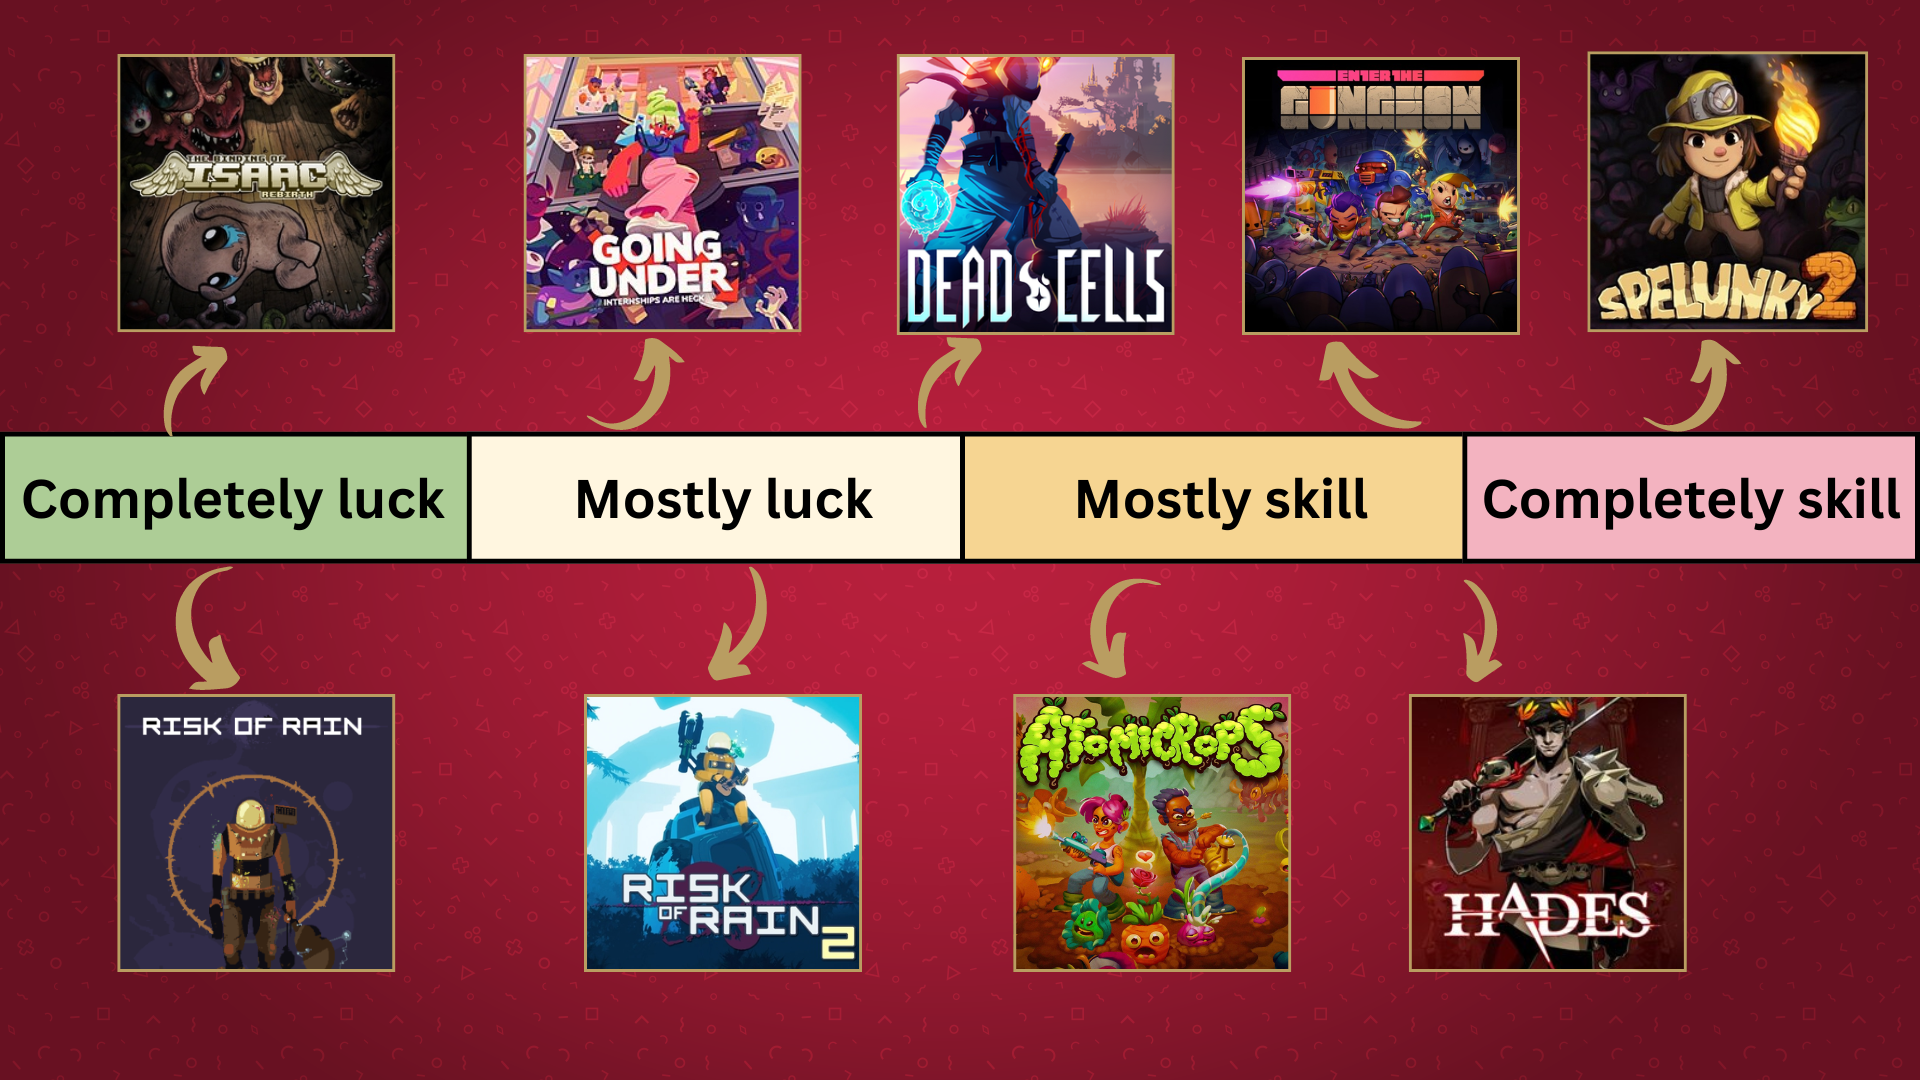 THE BINDING OF
ISAAC
REBIRTH
GOING
UNDER
INTERNSHIPS ARE HECK
DEAD CELLS
ENTER THE
GUNGEON
SPELUNKY 2
Completely luck
Mostly luck
Mostly skill
Completely skill
RISK OF RAIN
RISK
OF RAIN 2
ATOMICROPS
HADES